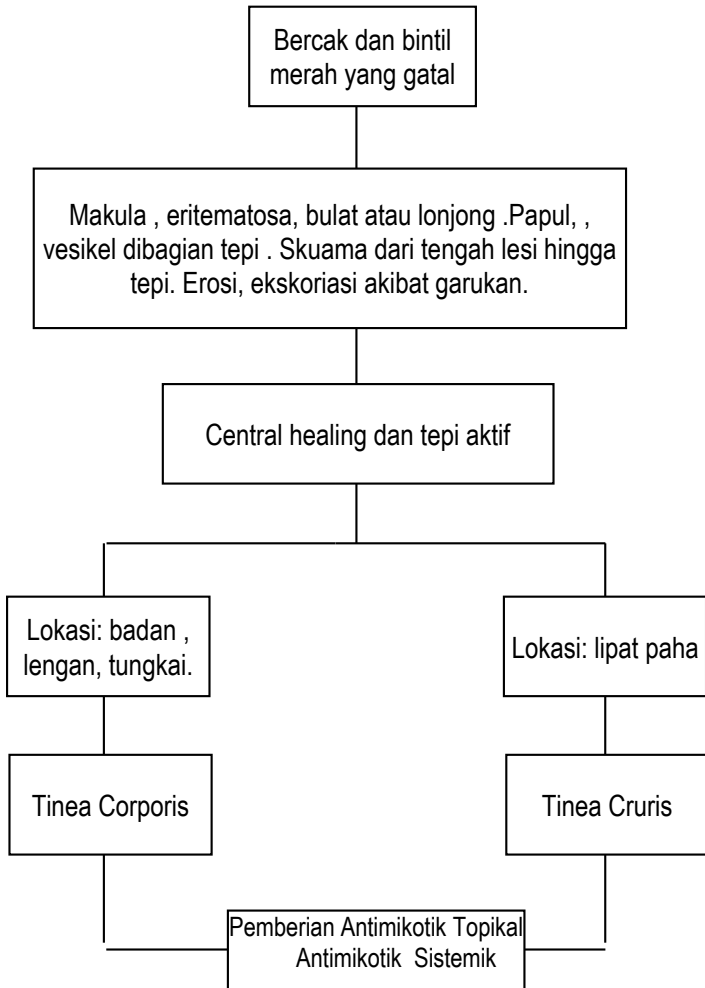 Bercak dan bintil
merah yang gatal
Makula , eritematosa, bulat atau lonjong .Papul, ,
vesikel dibagian tepi . Skuama dari tengah lesi hingga
tepi. Erosi, ekskoriasi akibat garukan.
Central healing dan tepi aktif
Lokasi: badan ,
lengan, tungkai.
Lokasi: lipat paha
Tinea Corporis
Tinea Cruris
Pemberian Antimikotik Topikal
Antimikotik Sistemik